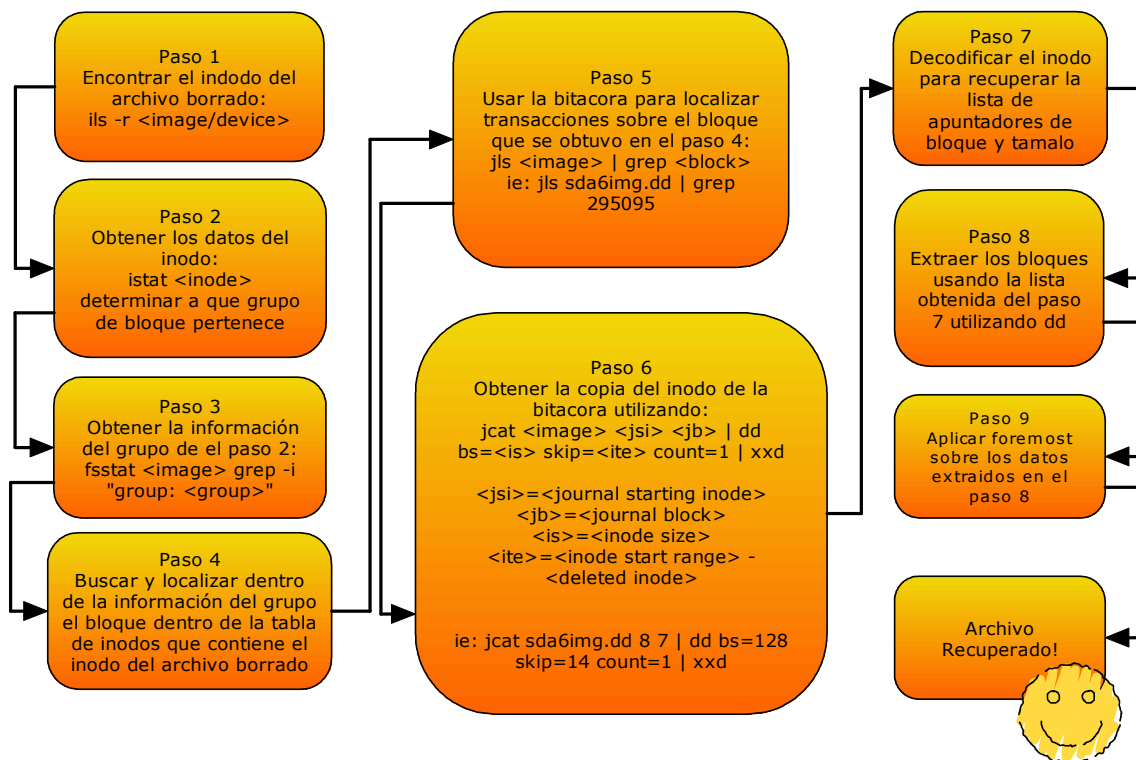 Paso 1
Encontrar el indodo del
archivo borrado:
ils -r <image/device>
Paso 2
Obtener los datos del
inodo:
istat <inode>
determinar a que grupo
de bloque pertenece
Paso 3
Obtener la información
del grupo de el paso 2:
fsstat <image> grep -i
"group: <group>"
Paso 4
Buscar y localizar dentro
de la información del grupo
el bloque dentro de la tabla
de inodos que contiene el
inodo del archivo borrado
Paso 5
Usar la bitacora para localizar
transacciones sobre el bloque
que se obtuvo en el paso 4:
jls <image> | grep <block>
ie: jls sda6img.dd | grep
295095
Paso 6
Obtener la copia del inodo de la
bitacora utilizando:
jcat <image> <jsi> <jb> | dd
bs=<is> skip=<ite> count=1 | xxd
<jsi>=<journal starting inode>
<jb>=<journal block>
<is>=<inode size>
<ite>=<inode start range> -
<deleted inode>
ie: jcat sda6img.dd 8 7 | dd bs=128
skip=14 count=1 | xxd
Paso 7
Decodificar el inodo
para recuperar la
lista de
apuntadores de
bloque y tamalo
Paso 8
Extraer los bloques
usando la lista
obtenida del paso
7 utilizando dd
Paso 9
Aplicar foremost
sobre los datos
extraidos en el
paso 8
Archivo
Recuperado!